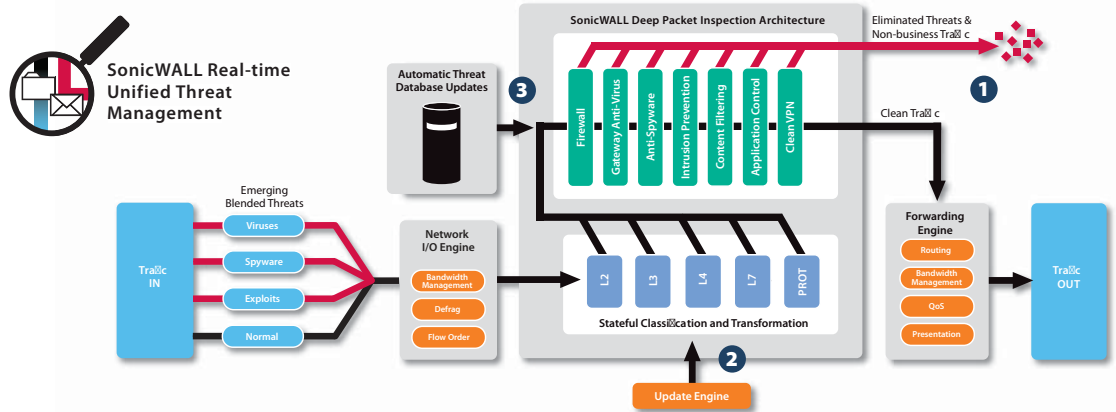 SonicWALL Real-time
Unified Threat
Management
SonicWALL Deep Packet Inspection Architecture
Eliminated Threats &
Non-business Tra c
1
Automatic Threat
Database Updates
3
Firewall
Gateway Anti-Virus
Anti-Spyware
Intrusion Prevention
Content Filtering
Application Control
Clean VPN
Clean Tra c
Emerging
Blended Threats
Tra c
IN
Viruses
Spyware
Exploits
Normal
Network
I/O Engine
Bandwidth
Management
Defrag
Flow Order
L2
L3
L4
L7
PROT
Stateful Classi cation and Transformation
2
Update Engine
Forwarding
Engine
Routing
Bandwidth
Management
QoS
Presentation
Tra c
OUT